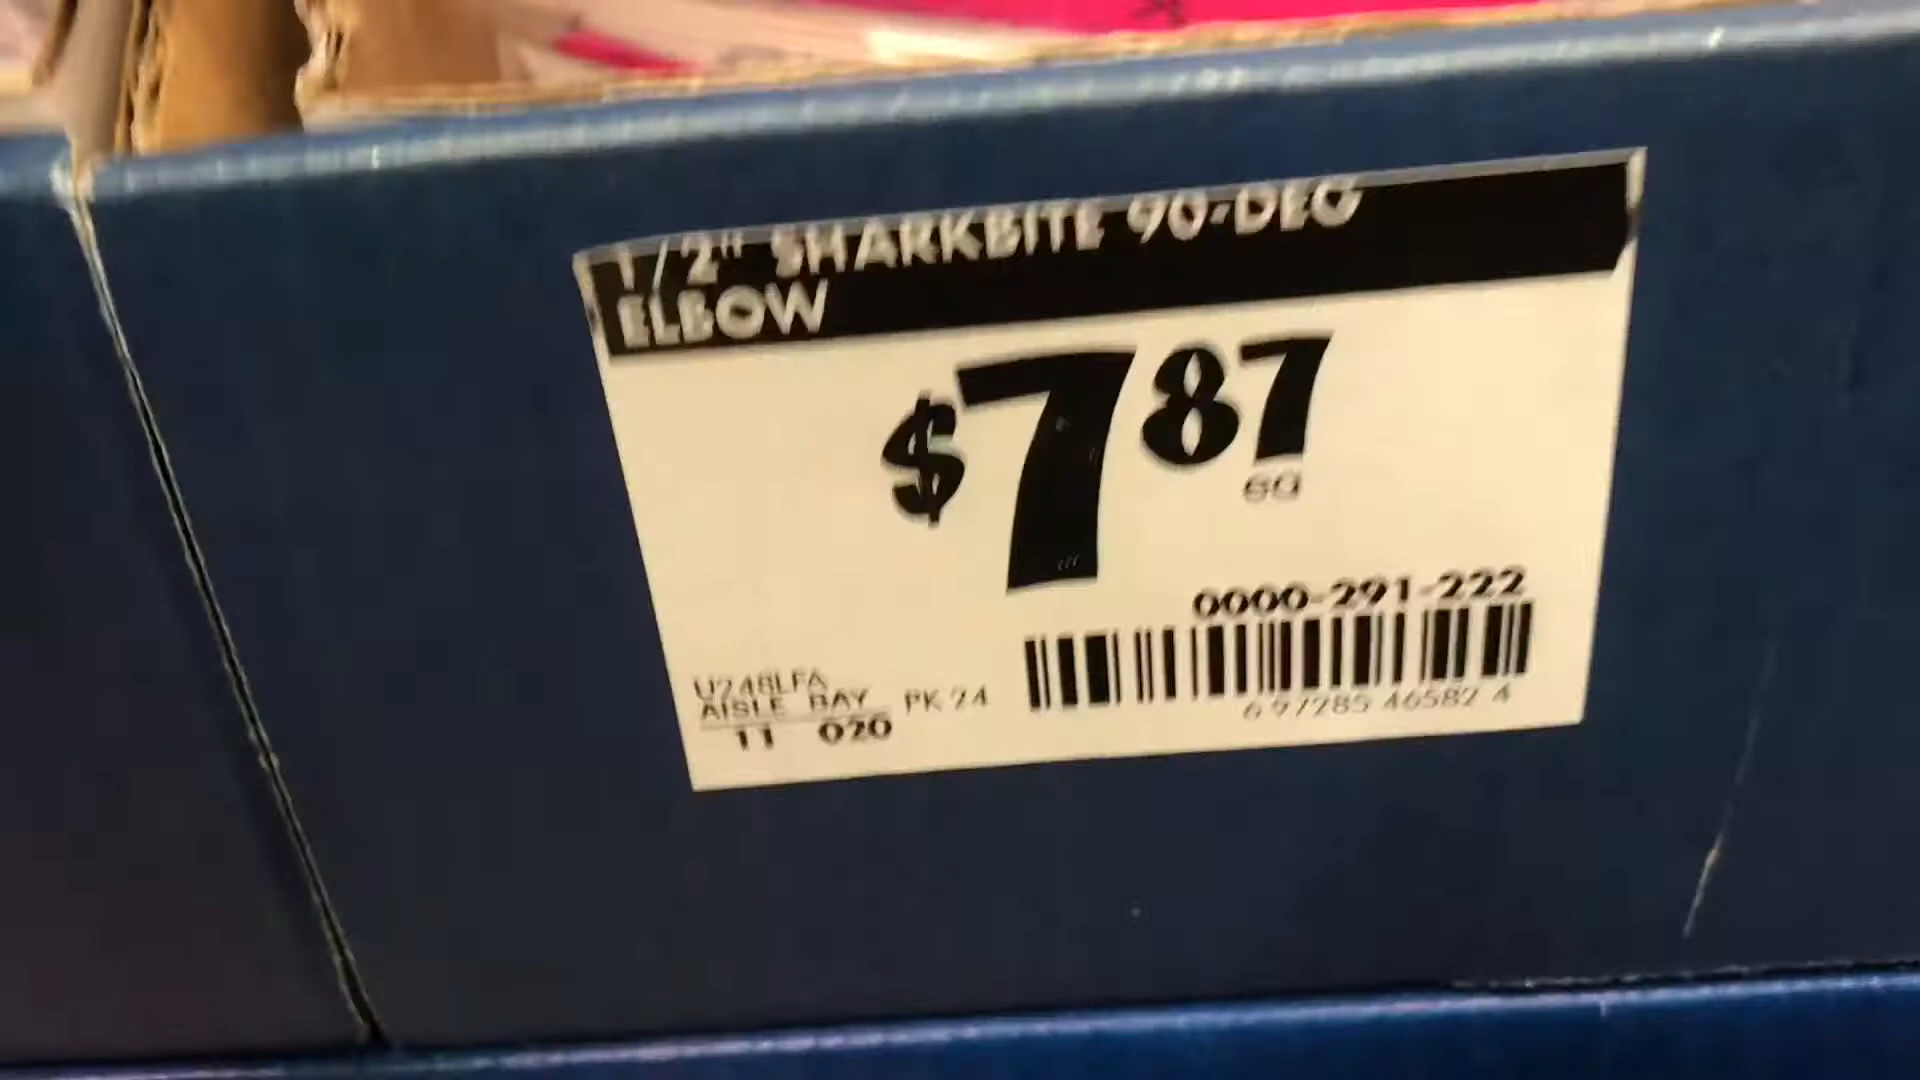 1/2" SHARKBITE 90-DEG
ELBOW
$7 87
ea
0000-291-222
U248LFA
AISLE BAY PK 24
11 020
6 97285 46582 4